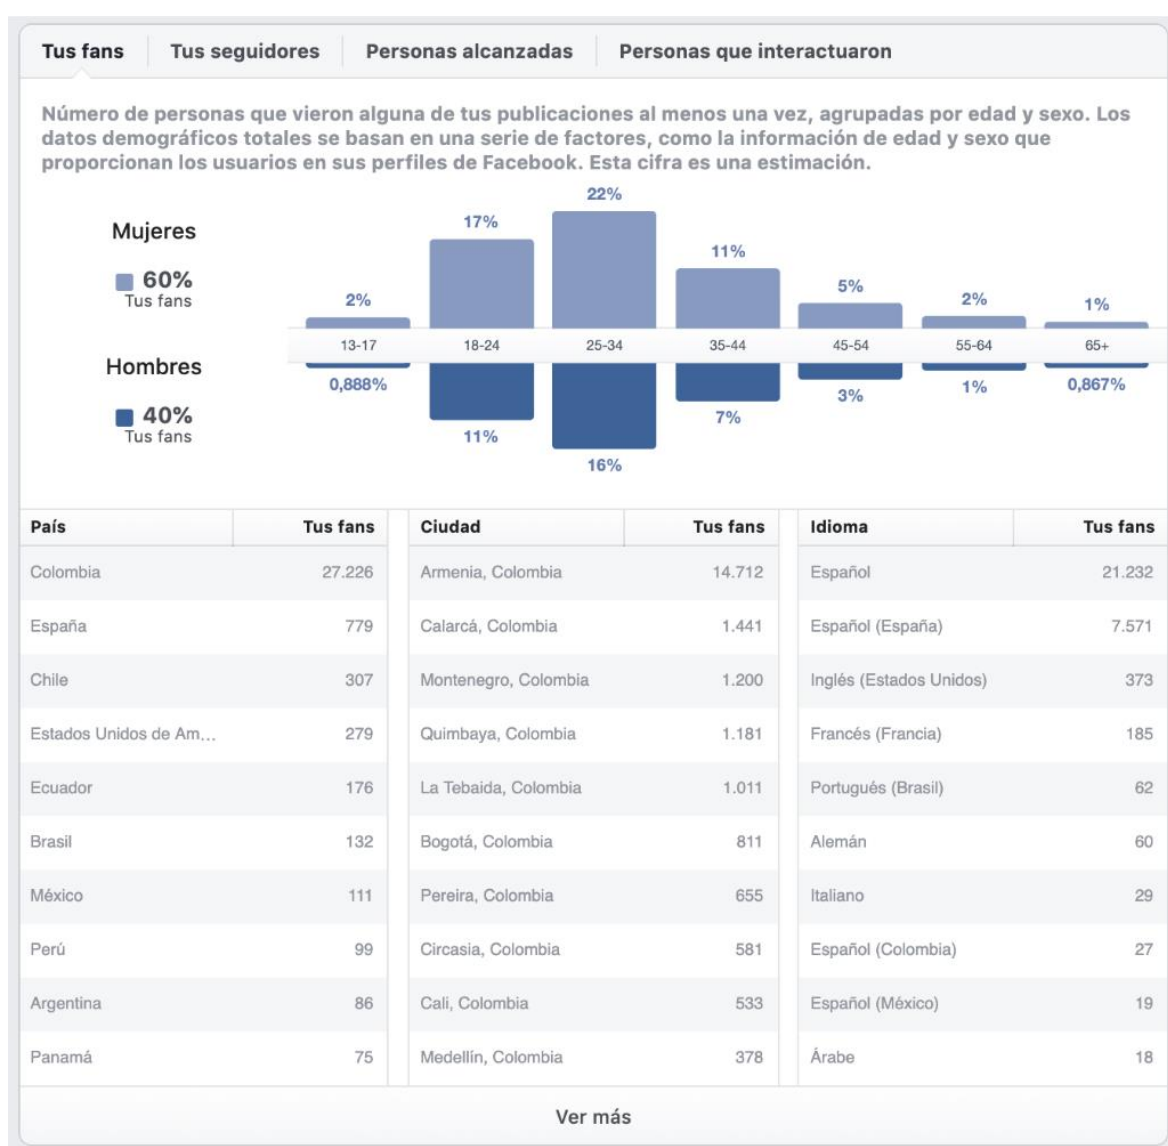 Tus fans Tus seguidores Personas alcanzadas Personas que interactuaron
Número de personas que vieron alguna de tus publicaciones al menos una vez, agrupadas por edad y sexo. Los
datos demográficos totales se basan en una serie de factores, como la información de edad y sexo que
proporcionan los usuarios en sus perfiles de Facebook. Esta cifra es una estimación.
Mujeres
60%
Tus fans
2% 17% 22% 11% 5% 2% 1%
13-17 18-24 25-34 35-44 45-54 55-64 65+
Hombres
40%
Tus fans
0,888% 11% 16% 7% 3% 1% 0,867%
País Tus fans Ciudad Tus fans Idioma Tus fans
Colombia 27.226 Armenia, Colombia 14.712 Español 21.232
España 779 Calarcá, Colombia 1.441 Español (España) 7.571
Chile 307 Montenegro, Colombia 1.200 Inglés (Estados Unidos) 373
Estados Unidos de Am... 279 Quimbaya, Colombia 1.181 Francés (Francia) 185
Ecuador 176 La Tebaida, Colombia 1.011 Portugués (Brasil) 62
Brasil 132 Bogotá, Colombia 811 Alemán 60
México 111 Pereira, Colombia 655 Italiano 29
Perú 99 Circasia, Colombia 581 Español (Colombia) 27
Argentina 86 Cali, Colombia 533 Español (México) 19
Panamá 75 Medellín, Colombia 378 Árabe 18
Ver más